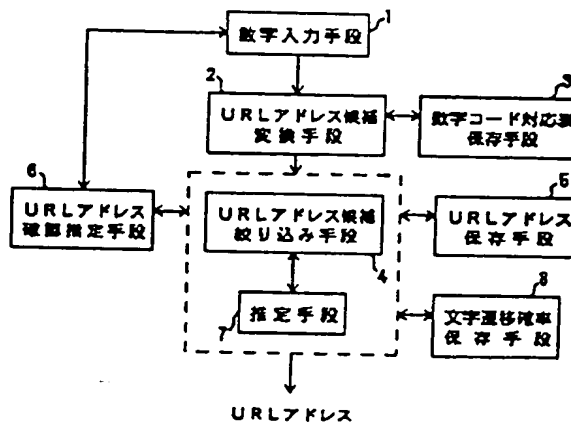 1
数字入力手段
2
URLアドレス候補
変換手段
3
数字コード対応表
保存手段
6
URLアドレス
確認推定手段
URLアドレス候補
絞り込み手段
4
5
URLアドレス
保存手段
7
推定手段
8
文字遷移確率
保存手段
URLアドレス